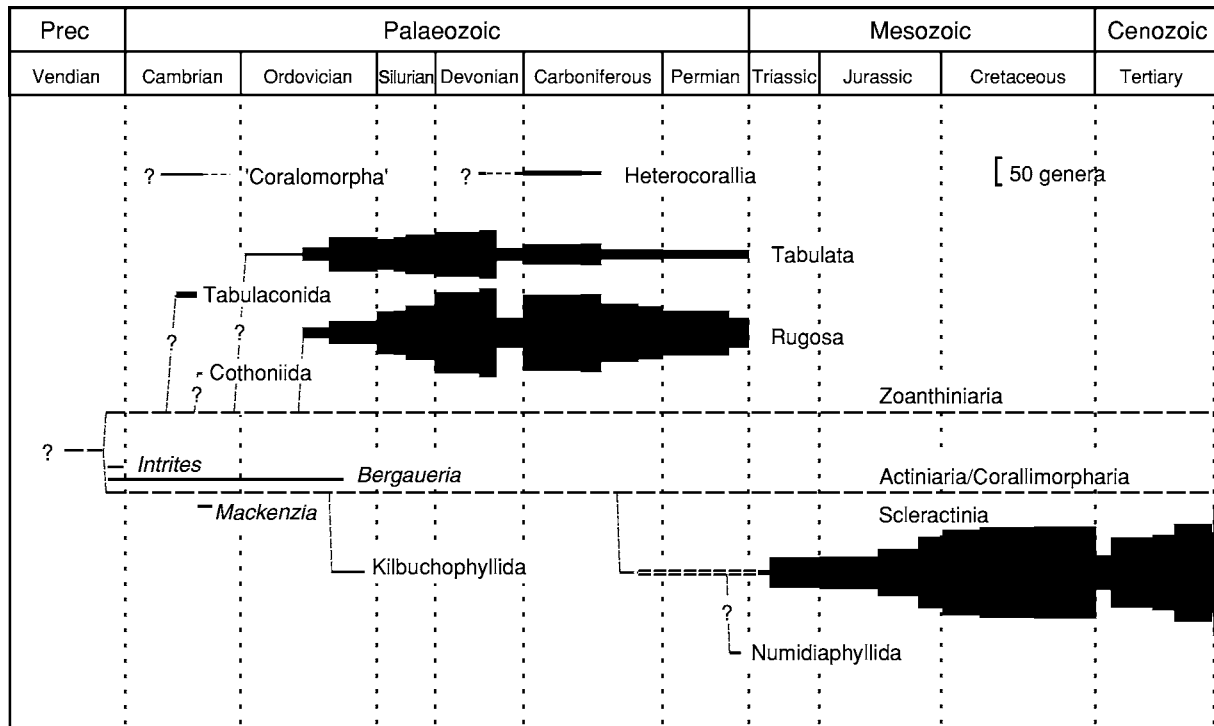 Prec Palaeozoic Mesozoic Cenozoic
Vendian Cambrian Ordovician Silurian Devonian Carboniferous Permian Triassic Jurassic Cretaceous Tertiary
? 'Coralomorpha' ? Heterocorallia 50 genera
Tabulata
Tabulaconida
? ? Rugosa
Cothoniida
?
Zoanthiniaria
?
Intrites
Bergaueria Actiniaria/Corallimorpharia
Mackenzia Scleractinia
Kilbuchophyllida
?
Numidiaphyllida